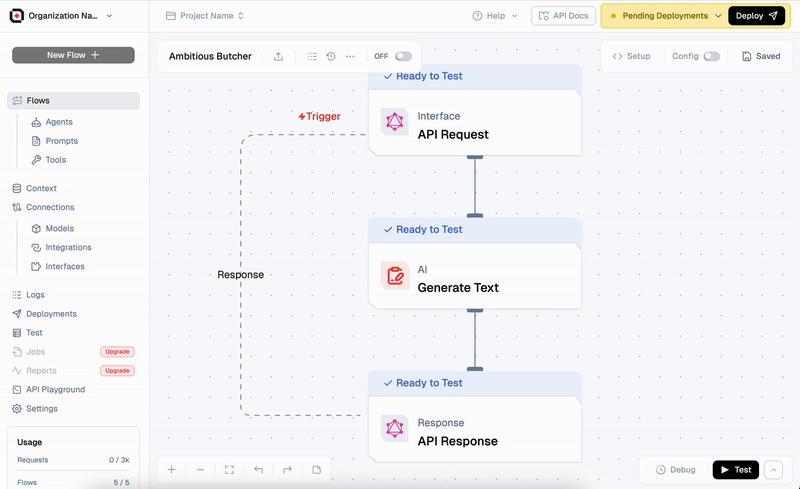 Organization Na...
Project Name
Help
API Docs
Pending Deployments
Deploy
New Flow
Ambitious Butcher
OFF
Setup
Config
Saved
Flows
Agents
Prompts
Tools
Context
Connections
Models
Integrations
Interfaces
Logs
Deployments
Test
Jobs
Upgrade
Reports
Upgrade
API Playground
Settings
Usage
Requests
0 / 3k
Flows
5 / 5
Trigger
Response
Ready to Test
Interface
API Request
Ready to Test
AI
Generate Text
Ready to Test
Response
API Response
Debug
Test